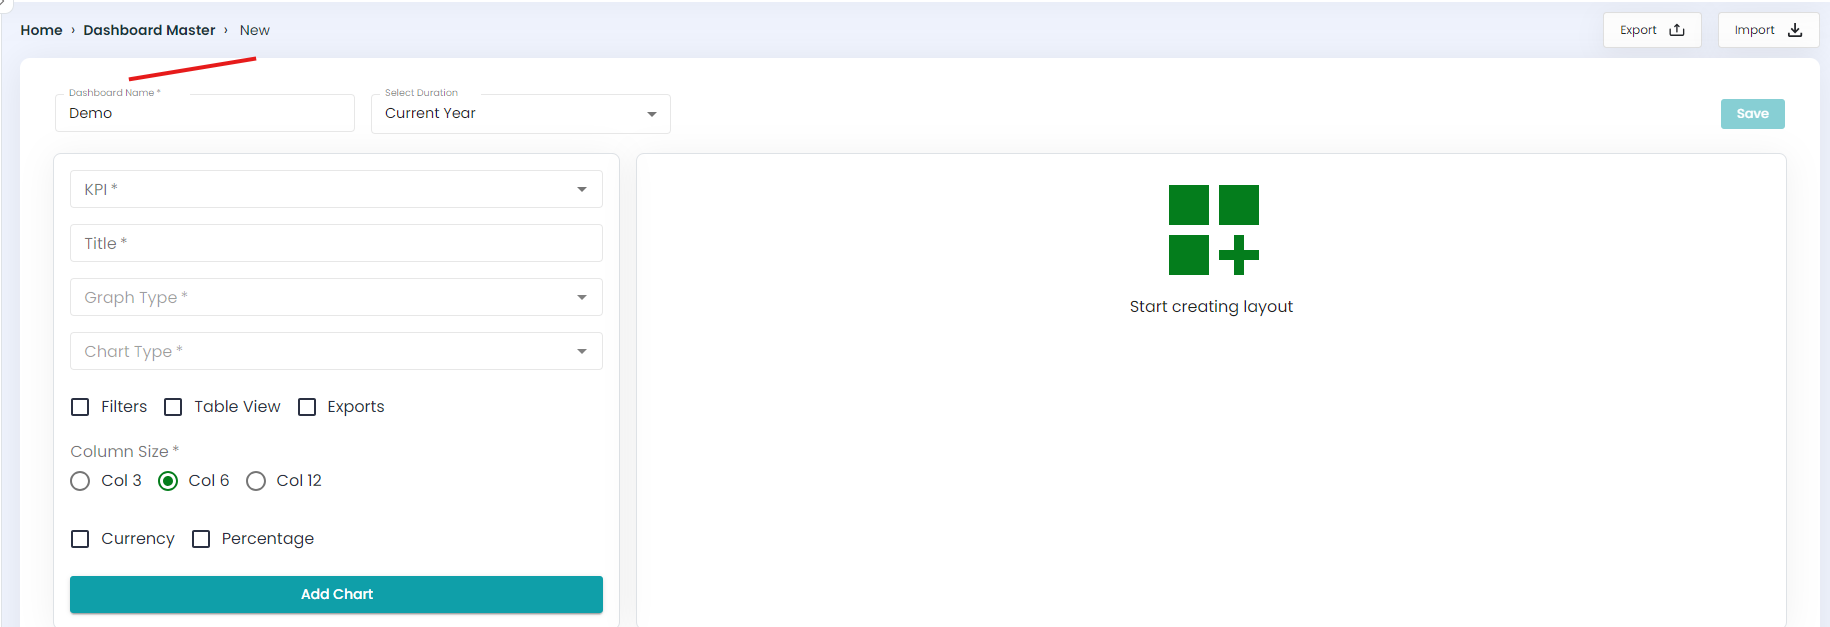 Home › Dashboard Master › New
Export
Import
Dashboard Name *
Demo
Select Duration
Current Year
Save
KPI *
Title *
Graph Type *
Chart Type *
Filters
Table View
Exports
Column Size *
Col 3
Col 6
Col 12
Currency
Percentage
Add Chart
Start creating layout